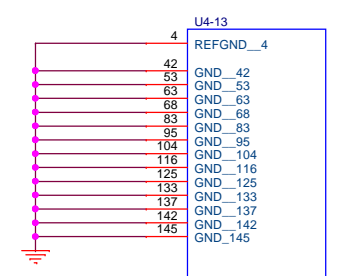 U4-13
4 REFGND__4
42 GND__42
53 GND__53
63 GND__63
68 GND__68
83 GND__83
95 GND__95
104 GND__104
116 GND__116
125 GND__125
133 GND__133
137 GND__137
142 GND__142
145 GND_145